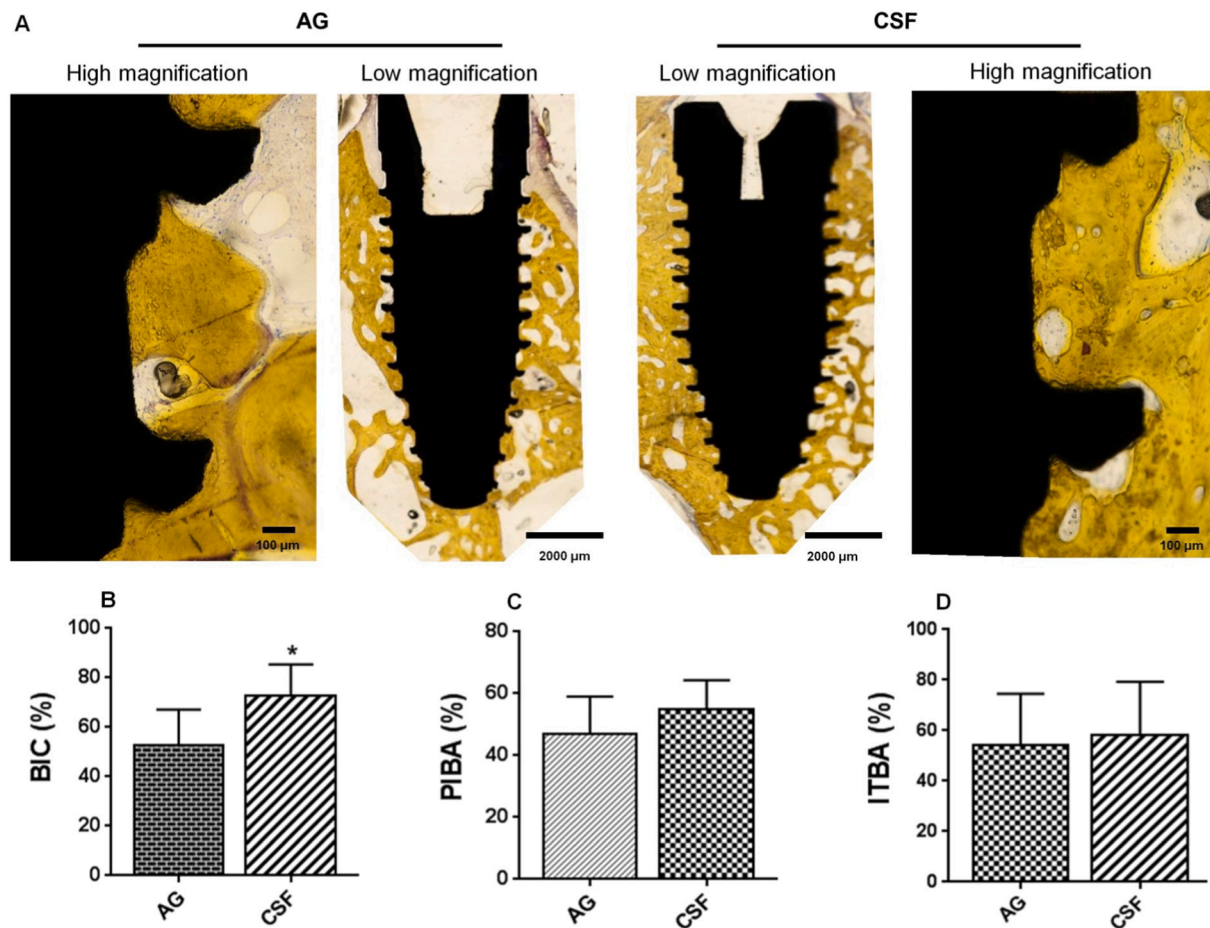 A
AG
CSF
High magnification
Low magnification
Low magnification
High magnification
100 µm
2000 µm
2000 µm
100 µm
B
100
80
60
40
20
0
BIC (%)
*
AG
CSF
C
80
60
40
20
0
PIBA (%)
AG
CSF
D
100
80
60
40
20
0
ITBA (%)
AG
CSF